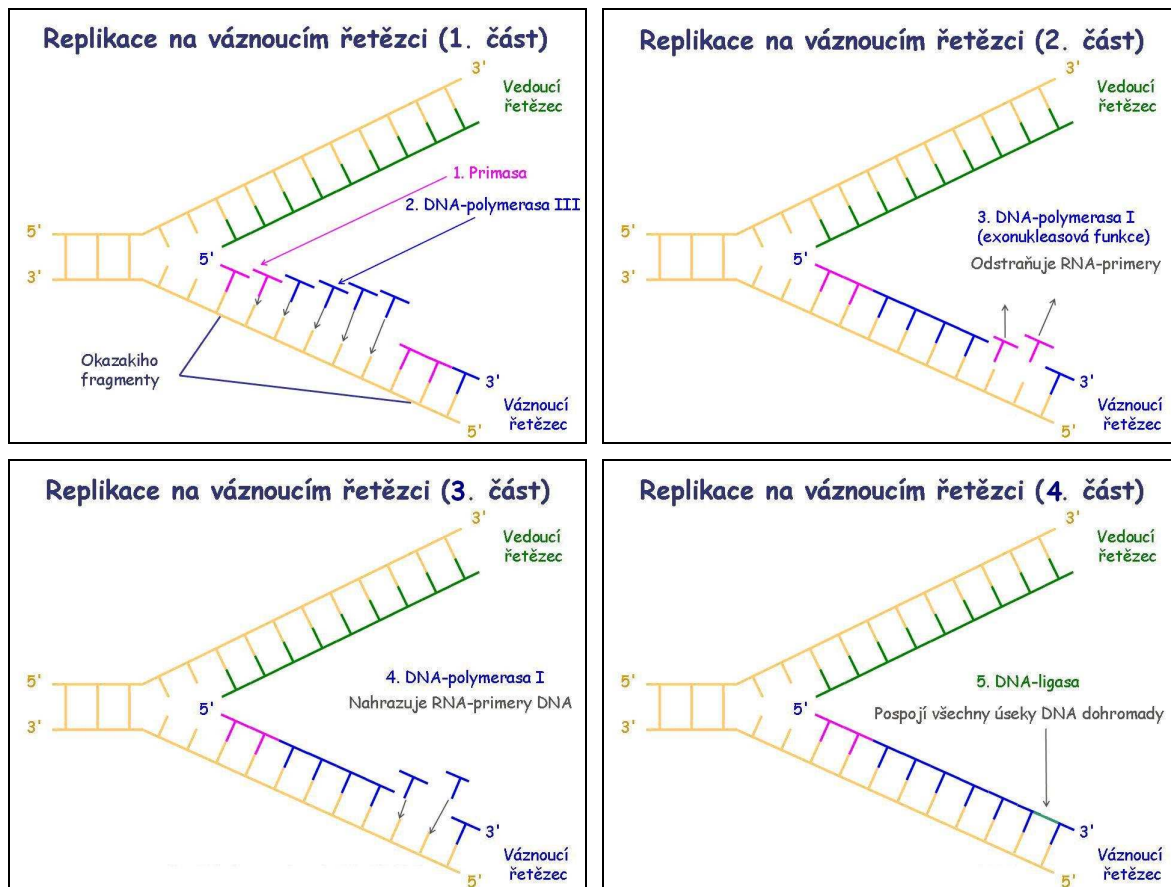 Replikace na váznoucím řetězci (1. část)
3'
Vedoucí
řetězec
1. Primasa
2. DNA-polymerasa III
5'
5'
3'
Okazakiho
fragmenty
3'
Váznoucí
řetězec
5'
Replikace na váznoucím řetězci (2. část)
3'
Vedoucí
řetězec
3. DNA-polymerasa I
(exonukleasová funkce)
Odstraňuje RNA-primery
5'
5'
3'
3'
Váznoucí
řetězec
5'
Replikace na váznoucím řetězci (3. část)
3'
Vedoucí
řetězec
4. DNA-polymerasa I
Nahrazuje RNA-primery DNA
5'
5'
3'
3'
Váznoucí
řetězec
5'
Replikace na váznoucím řetězci (4. část)
3'
Vedoucí
řetězec
5. DNA-ligasa
Pospojí všechny úseky DNA dohromady
5'
5'
3'
3'
Váznoucí
řetězec
5'